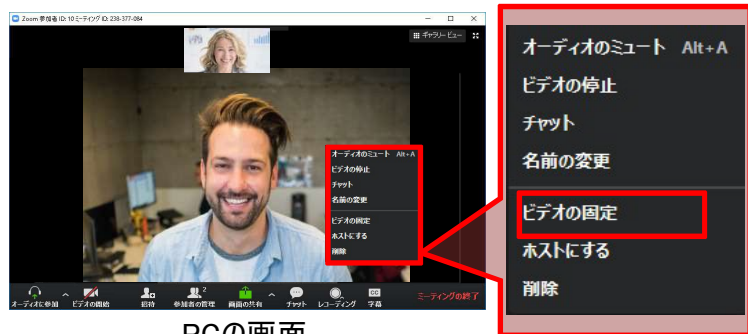 Zoom 参加者 ID: 10 ミーティング ID: 238-377-084
ギャラリー ビュー
オーディオのミュート Alt+A
ビデオの停止
チャット
名前の変更
ビデオの固定
ホストにする
削除
オーディオに参加
ビデオの開始
招待
参加者の管理
2
画面の共有
チャット
レコーディング
CC
字幕
ミーティングの終了
PCの画面
オーディオのミュート Alt+A
ビデオの停止
チャット
名前の変更
ビデオの固定
ホストにする
削除